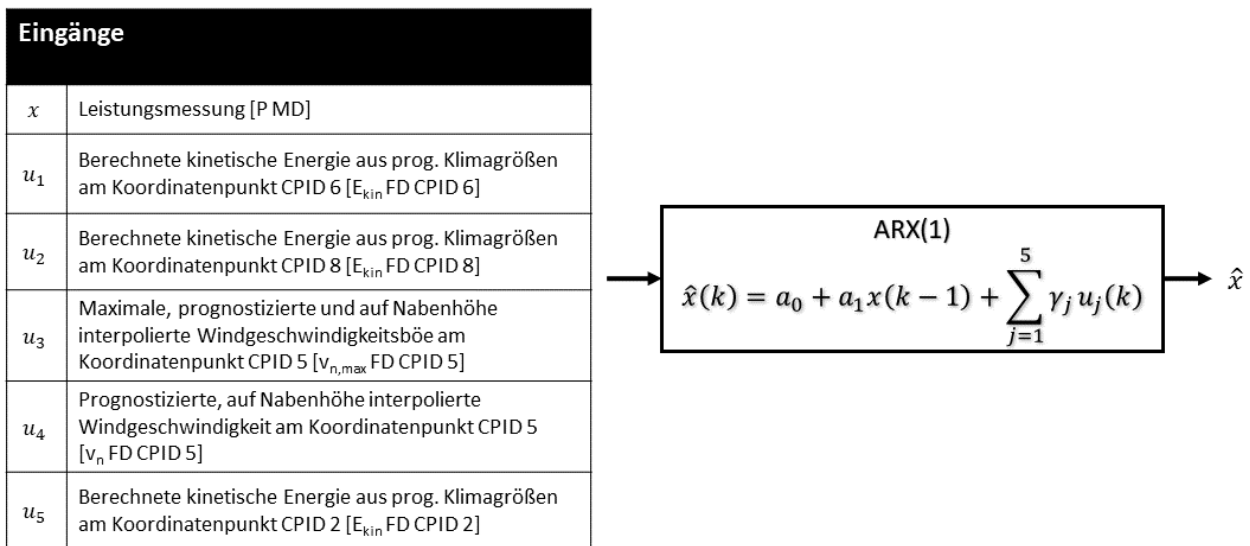 Eingänge
x Leistungsmessung [P MD]
u₁ Berechnete kinetische Energie aus prog. Klimagrößen
am Koordinatenpunkt CPID 6 [Eₖᵢₙ FD CPID 6]
u₂ Berechnete kinetische Energie aus prog. Klimagrößen
am Koordinatenpunkt CPID 8 [Eₖᵢₙ FD CPID 8]
u₃ Maximale, prognostizierte und auf Nabenhöhe
interpolierte Windgeschwindigkeitsböe am
Koordinatenpunkt CPID 5 [vₙ,ₘₐₓ FD CPID 5]
u₄ Prognostizierte, auf Nabenhöhe interpolierte
Windgeschwindigkeit am Koordinatenpunkt CPID 5
[vₙ FD CPID 5]
u₅ Berechnete kinetische Energie aus prog. Klimagrößen
am Koordinatenpunkt CPID 2 [Eₖᵢₙ FD CPID 2]
ARX(1)
x̂(k) = a₀ + a₁x(k − 1) + ∑_{j=1}^{5} γⱼ uⱼ(k)
x̂